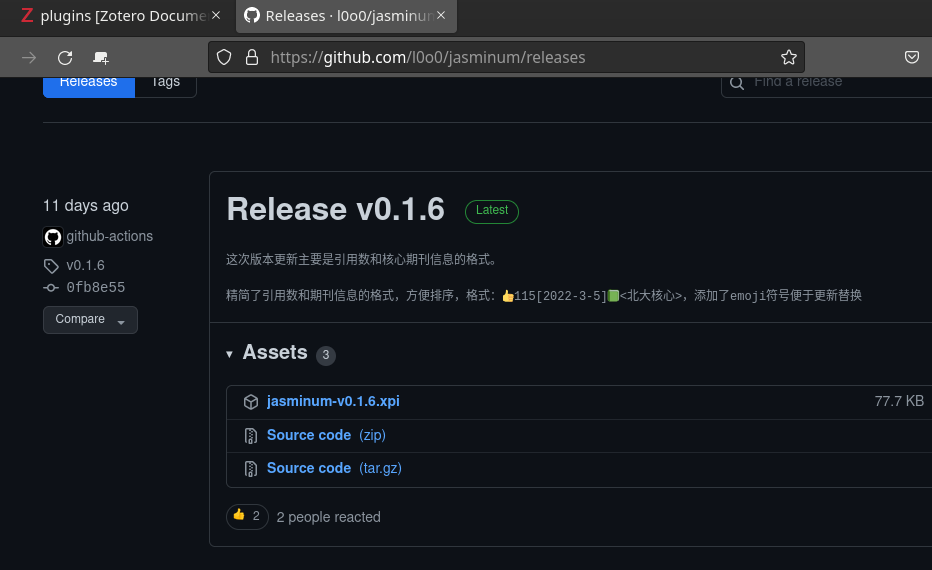 Z plugins [Zotero Docume ×
Releases · l0o0/jasminum ×
https://github.com/l0o0/jasminum/releases
Releases Tags
Find a release
11 days ago
github-actions
v0.1.6
0fb8e55
Compare
Release v0.1.6 Latest
这次版本更新主要是引用数和核心期刊信息的格式。
精简了引用数和期刊信息的格式，方便排序，格式：👍115[2022-3-5]📗<北大核心>，添加了emoji符号便于更新替换
Assets 3
jasminum-v0.1.6.xpi 77.7 KB
Source code (zip)
Source code (tar.gz)
👍 2 2 people reacted